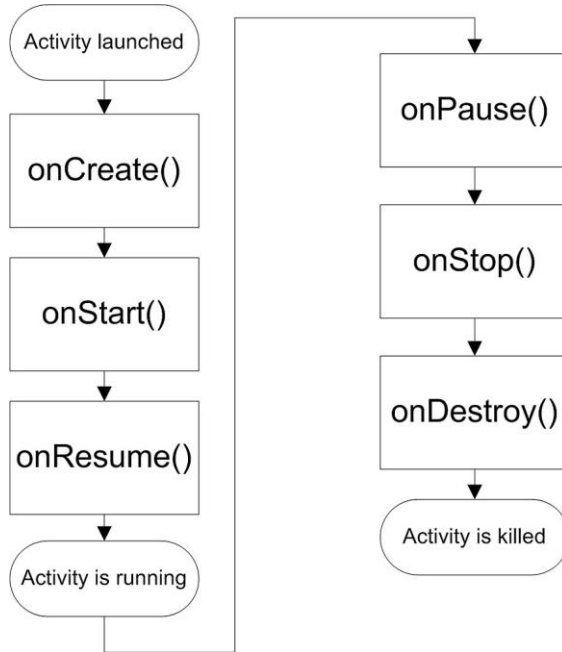 Activity launched
onCreate()
onStart()
onResume()
Activity is running
onPause()
onStop()
onDestroy()
Activity is killed